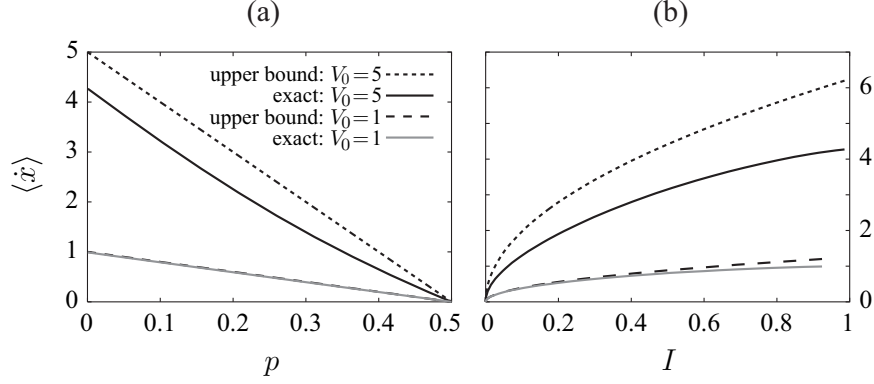 (a)
(b)
5
4
3
2
1
0
upper bound: V₀=5
exact: V₀=5
upper bound: V₀=1
exact: V₀=1
⟨ẋ⟩
0 0.1 0.2 0.3 0.4 0.5
p
6
4
2
0
0 0.2 0.4 0.6 0.8 1
I